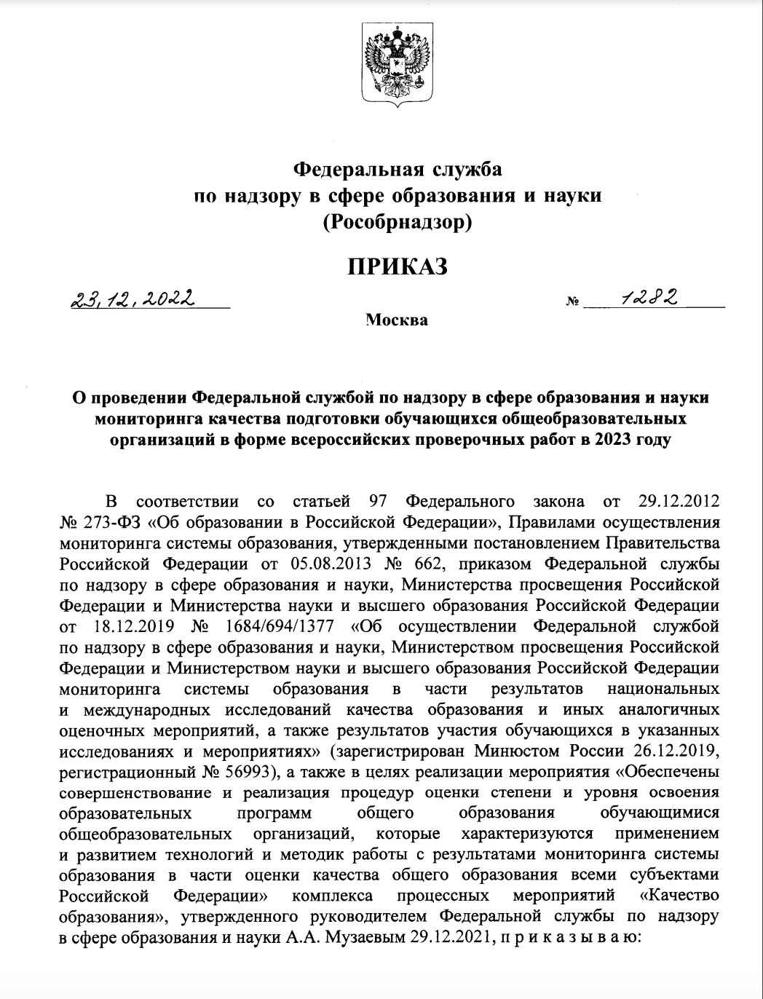 Федеральная служба
по надзору в сфере образования и науки
(Рособрнадзор)
ПРИКАЗ
23.12.2022
№ 1282
Москва
О проведении Федеральной службой по надзору в сфере образования и науки
мониторинга качества подготовки обучающихся общеобразовательных
организаций в форме всероссийских проверочных работ в 2023 году
В соответствии со статьей 97 Федерального закона от 29.12.2012
№ 273-ФЗ «Об образовании в Российской Федерации», Правилами осуществления
мониторинга системы образования, утвержденными постановлением Правительства
Российской Федерации от 05.08.2013 № 662, приказом Федеральной службы
по надзору в сфере образования и науки, Министерства просвещения Российской
Федерации и Министерства науки и высшего образования Российской Федерации
от 18.12.2019 № 1684/694/1377 «Об осуществлении Федеральной службой
по надзору в сфере образования и науки, Министерством просвещения Российской
Федерации и Министерством науки и высшего образования Российской Федерации
мониторинга системы образования в части результатов национальных
и международных исследований качества образования и иных аналогичных
оценочных мероприятий, а также результатов участия обучающихся в указанных
исследованиях и мероприятиях» (зарегистрирован Минюстом России 26.12.2019,
регистрационный № 56993), а также в целях реализации мероприятия «Обеспечены
совершенствование и реализация процедур оценки степени и уровня освоения
образовательных программ общего образования обучающимися
общеобразовательных организаций, которые характеризуются применением
и развитием технологий и методик работы с результатами мониторинга системы
образования в части оценки качества общего образования всеми субъектами
Российской Федерации» комплекса процессных мероприятий «Качество
образования», утвержденного руководителем Федеральной службы по надзору
в сфере образования и науки А.А. Музаевым 29.12.2021, п р и к а з ы в а ю: